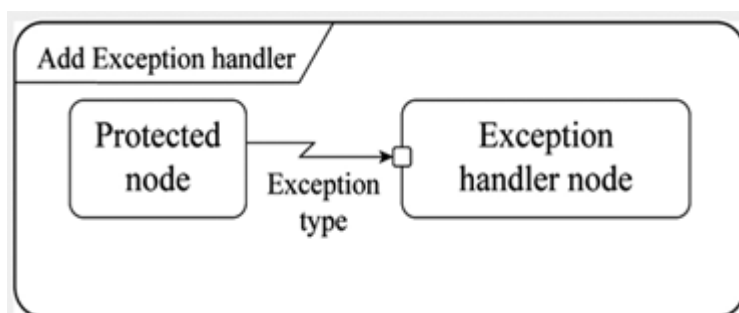 Add Exception handler
Protected
node
Exception
type
Exception
handler node